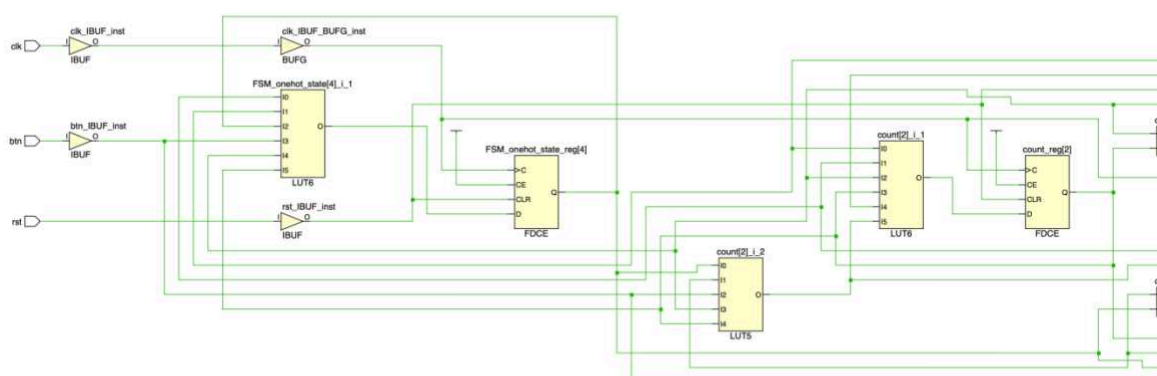 clk
clk_IBUF_inst
I
O
IBUF
clk_IBUF_BUFG_inst
I
O
BUFG
FSM_onehot_state[4]_i_1
I0
I1
I2
I3
I4
I5
O
LUT6
btn
btn_IBUF_inst
I
O
IBUF
rst
rst_IBUF_inst
I
O
IBUF
FSM_onehot_state_reg[4]
C
CE
CLR
D
Q
FDCE
count[2]_i_2
I0
I1
I2
I3
I4
O
LUT5
count[2]_i_1
I0
I1
I2
I3
I4
I5
O
LUT6
count_reg[2]
C
CE
CLR
D
Q
FDCE